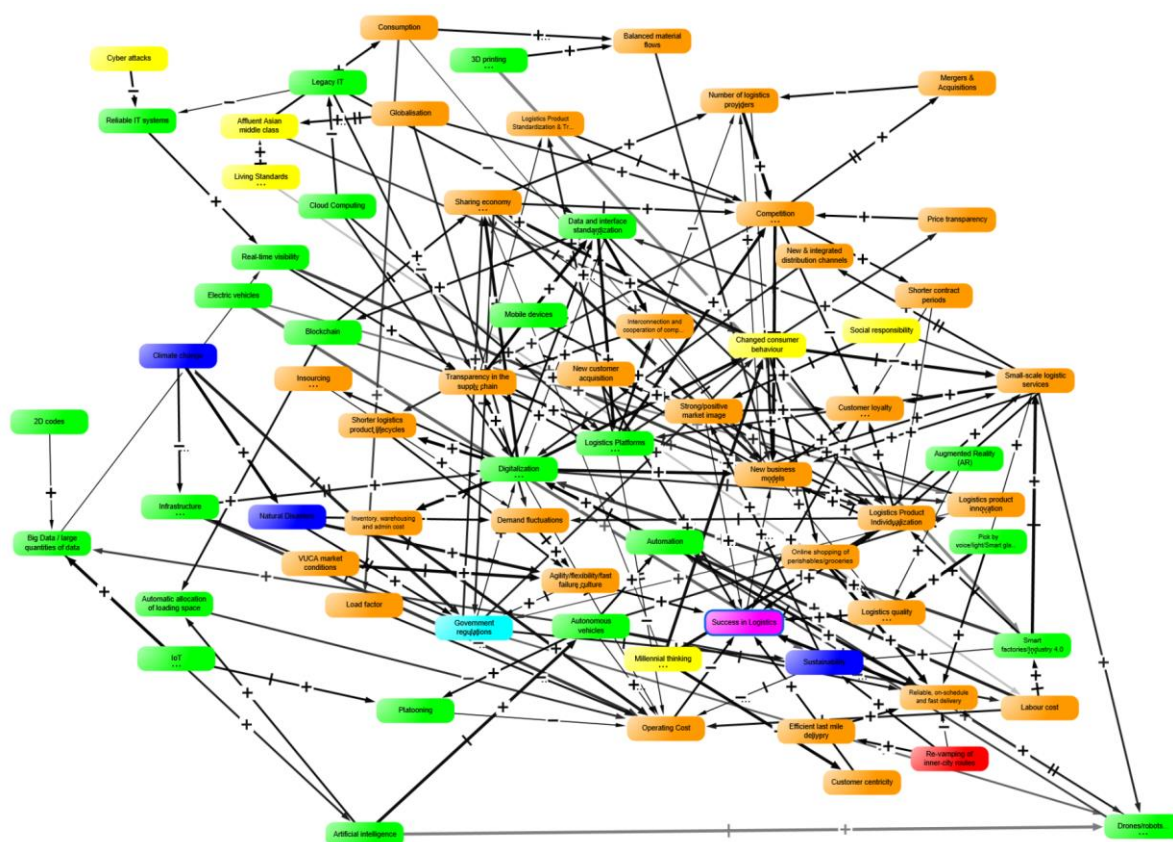 Consumption
Balanced material
flows
3D printing
...
Cyber attacks
Legacy IT
Number of logistics
providers
Mergers &
Acquisitions
Reliable IT systems
Affluent Asian
middle class
Globalisation
Logistics Product
Standardization & Tr...
Living Standards
...
Cloud Computing
Sharing economy
...
Data and interface
standardization
Competition
...
Price transparency
New & integrated
distribution channels
Real-time visibility
Electric vehicles
Shorter contract
periods
Blockchain
Mobile devices
Interconnection and
cooperation of comp...
Changed consumer
behaviour
Social responsibility
Climate change
Insourcing
...
Transparency in the
supply chain
New customer
acquisition
Small-scale logistic
services
2D codes
Shorter logistics
product lifecycles
Strong/positive
market image
Customer loyalty
...
Logistics Platforms
...
Digitalization
...
New business
models
Augmented Reality
(AR)
Infrastructure
...
Natural Disasters
Inventory, warehousing
and admin cost
Demand fluctuations
Logistics Product
Individualization
Logistics product
innovation
Big Data / large
quantities of data
Automation
Pick by
voice/light/Smart gla...
VUCA market
conditions
Agility/flexibility/fast
failure culture
Online shopping of
perishables/groceries
Automatic allocation
of loading space
Load factor
Government
regulations
Autonomous
vehicles
Success in Logistics
Logistics quality
...
Smart
factories/Industry 4.0
...
IoT
...
Millennial thinking
...
Sustainability
Reliable, on-schedule
and fast delivery
Labour cost
Platooning
Operating Cost
Efficient last mile
delivery
Re-vamping of
inner-city routes
Customer centricity
Artificial intelligence
Drones/robots
...